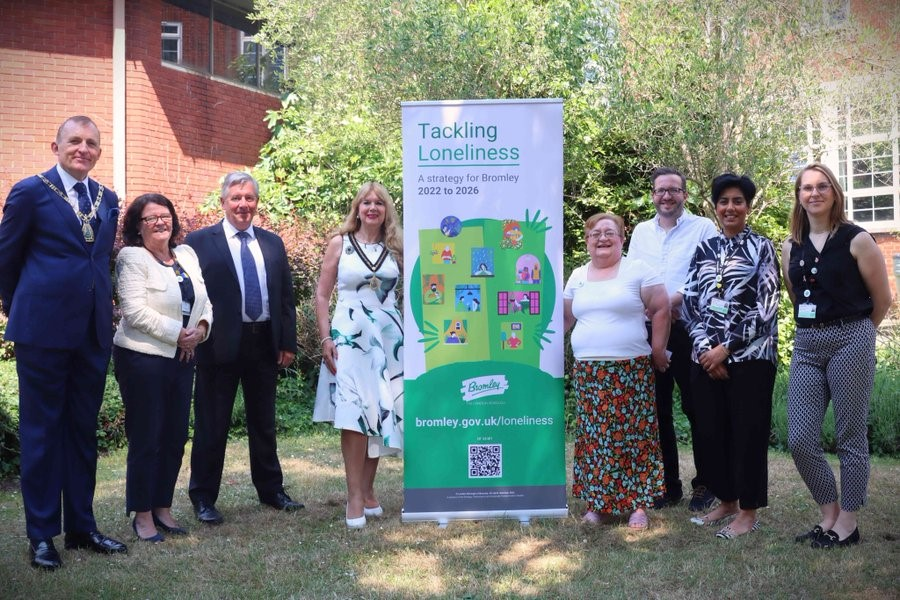 Tackling
Loneliness
A strategy for Bromley
2022 to 2026
Bromley
bromley.gov.uk/loneliness